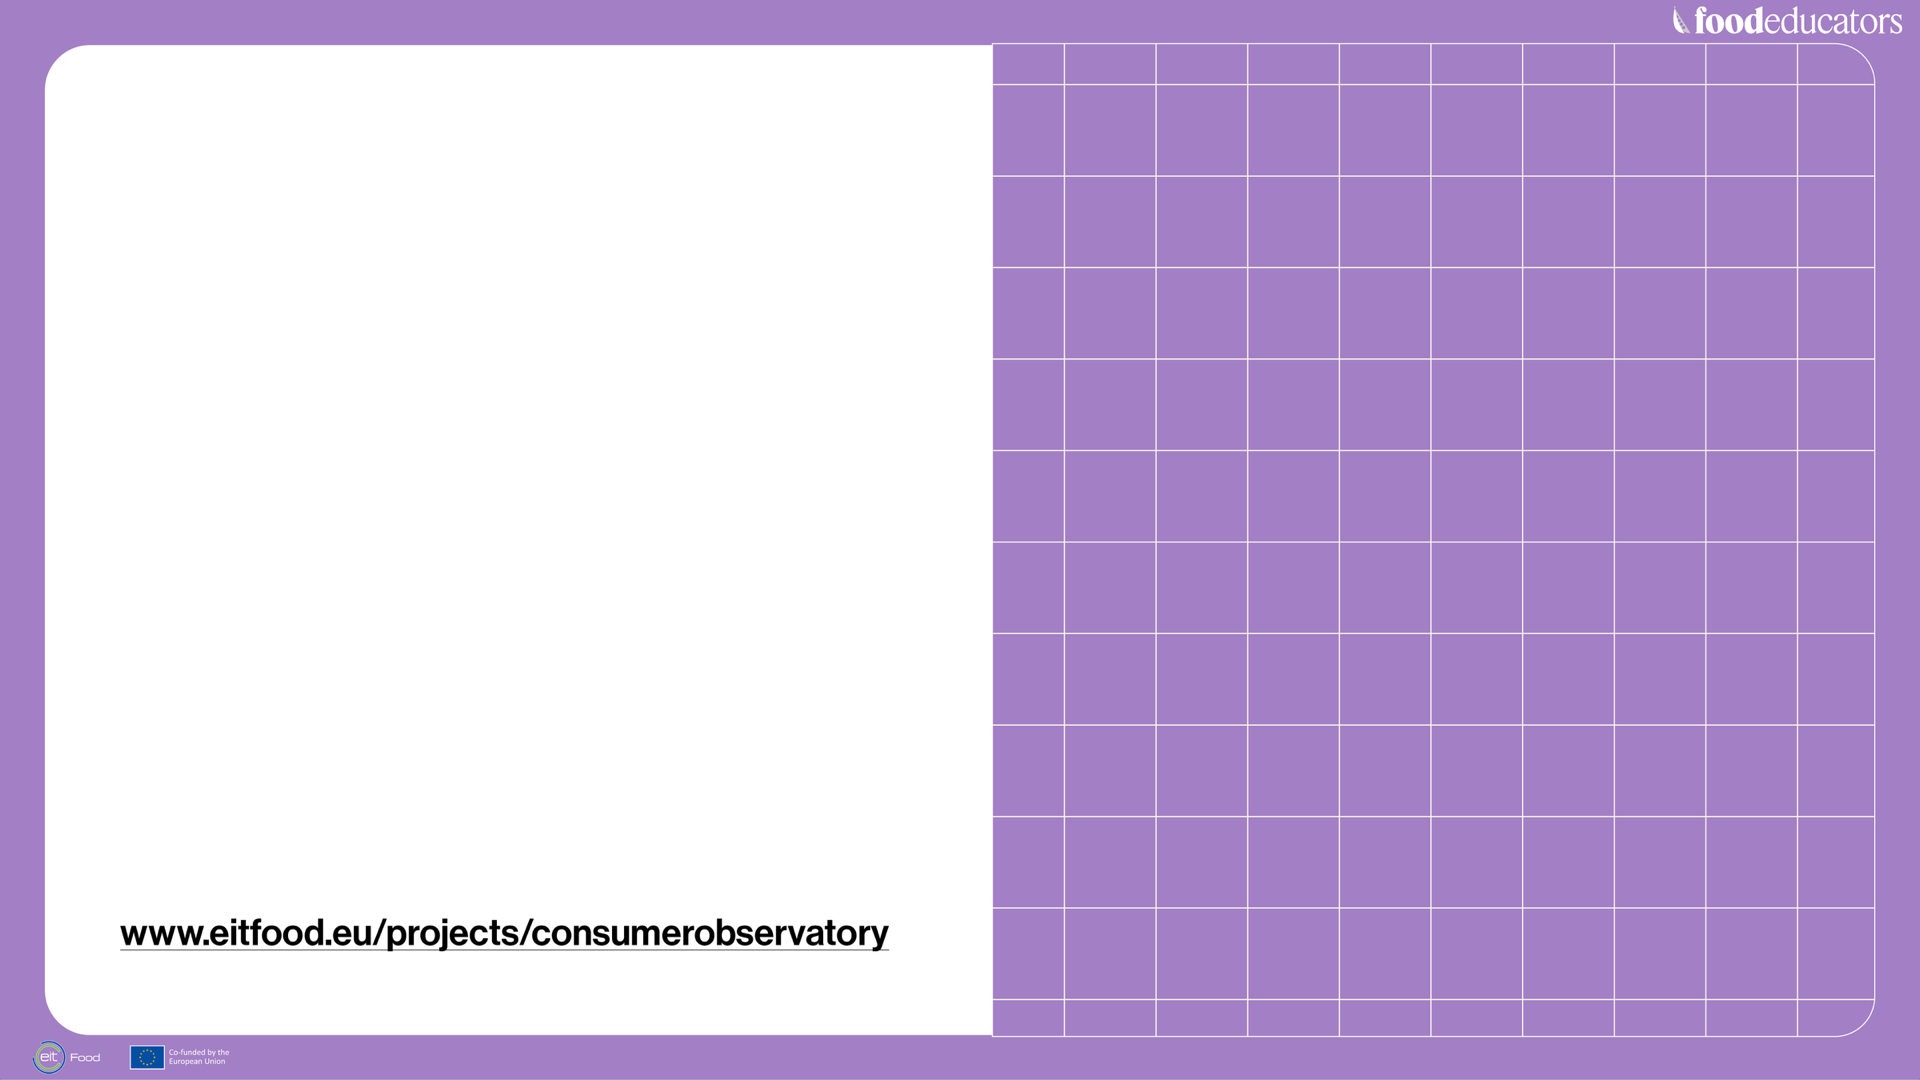 foodeducators
www.eitfood.eu/projects/consumerobservatory
eit Food
Co-funded by the
European Union